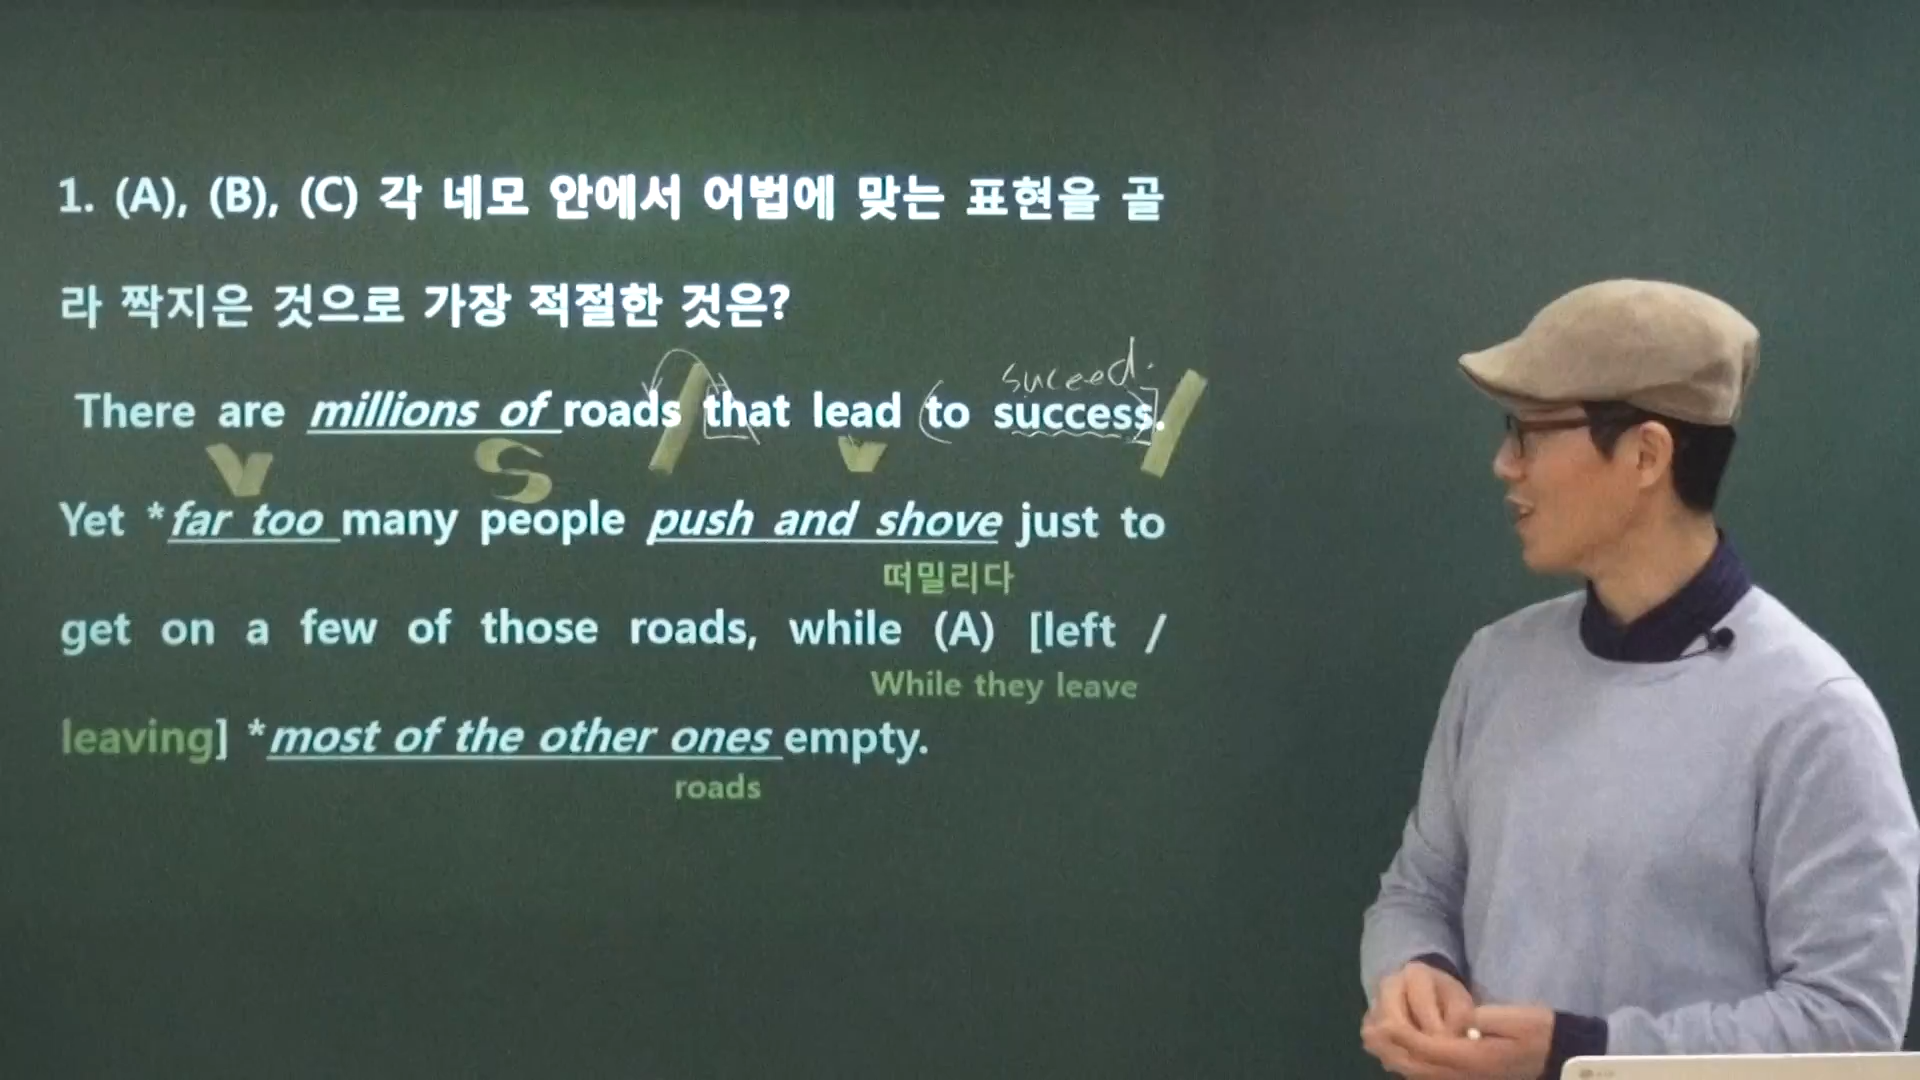 1. (A), (B), (C) 각 네모 안에서 어법에 맞는 표현을 골
라 짝지은 것으로 가장 적절한 것은?
suceed.
There are millions of roads that lead to success.
V S V
Yet *far too many people push and shove just to
떠밀리다
get on a few of those roads, while (A) [left /
While they leave
leaving] *most of the other ones empty.
roads